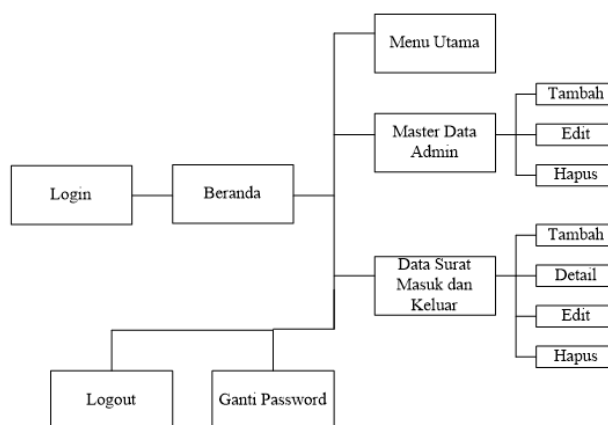 Menu Utama
Tambah
Master Data
Admin
Edit
Hapus
Login
Beranda
Tambah
Data Surat
Masuk dan
Keluar
Detail
Edit
Hapus
Logout
Ganti Password